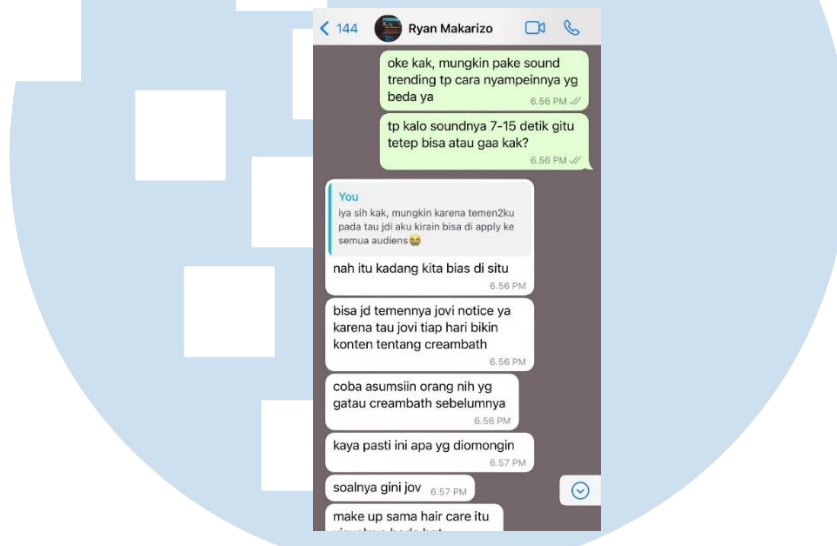 144
Ryan Makarizo
oke kak, mungkin pake sound
trending tp cara nyampeinnya yg
beda ya
6.56 PM
tp kalo soundnya 7-15 detik gitu
tetep bisa atau gaa kak?
6.56 PM
You
iya sih kak, mungkin karena temen2ku
pada tau jdi aku kirain bisa di apply ke
semua audiens😭
nah itu kadang kita bias di situ
6.56 PM
bisa jd temennya jovi notice ya
karena tau jovi tiap hari bikin
konten tentang creambath
6.56 PM
coba asumsiin orang nih yg
gatau creambath sebelumnya
6.56 PM
kaya pasti ini apa yg diomongin
6.57 PM
soalnya gini jov
6.57 PM
make up sama hair care itu